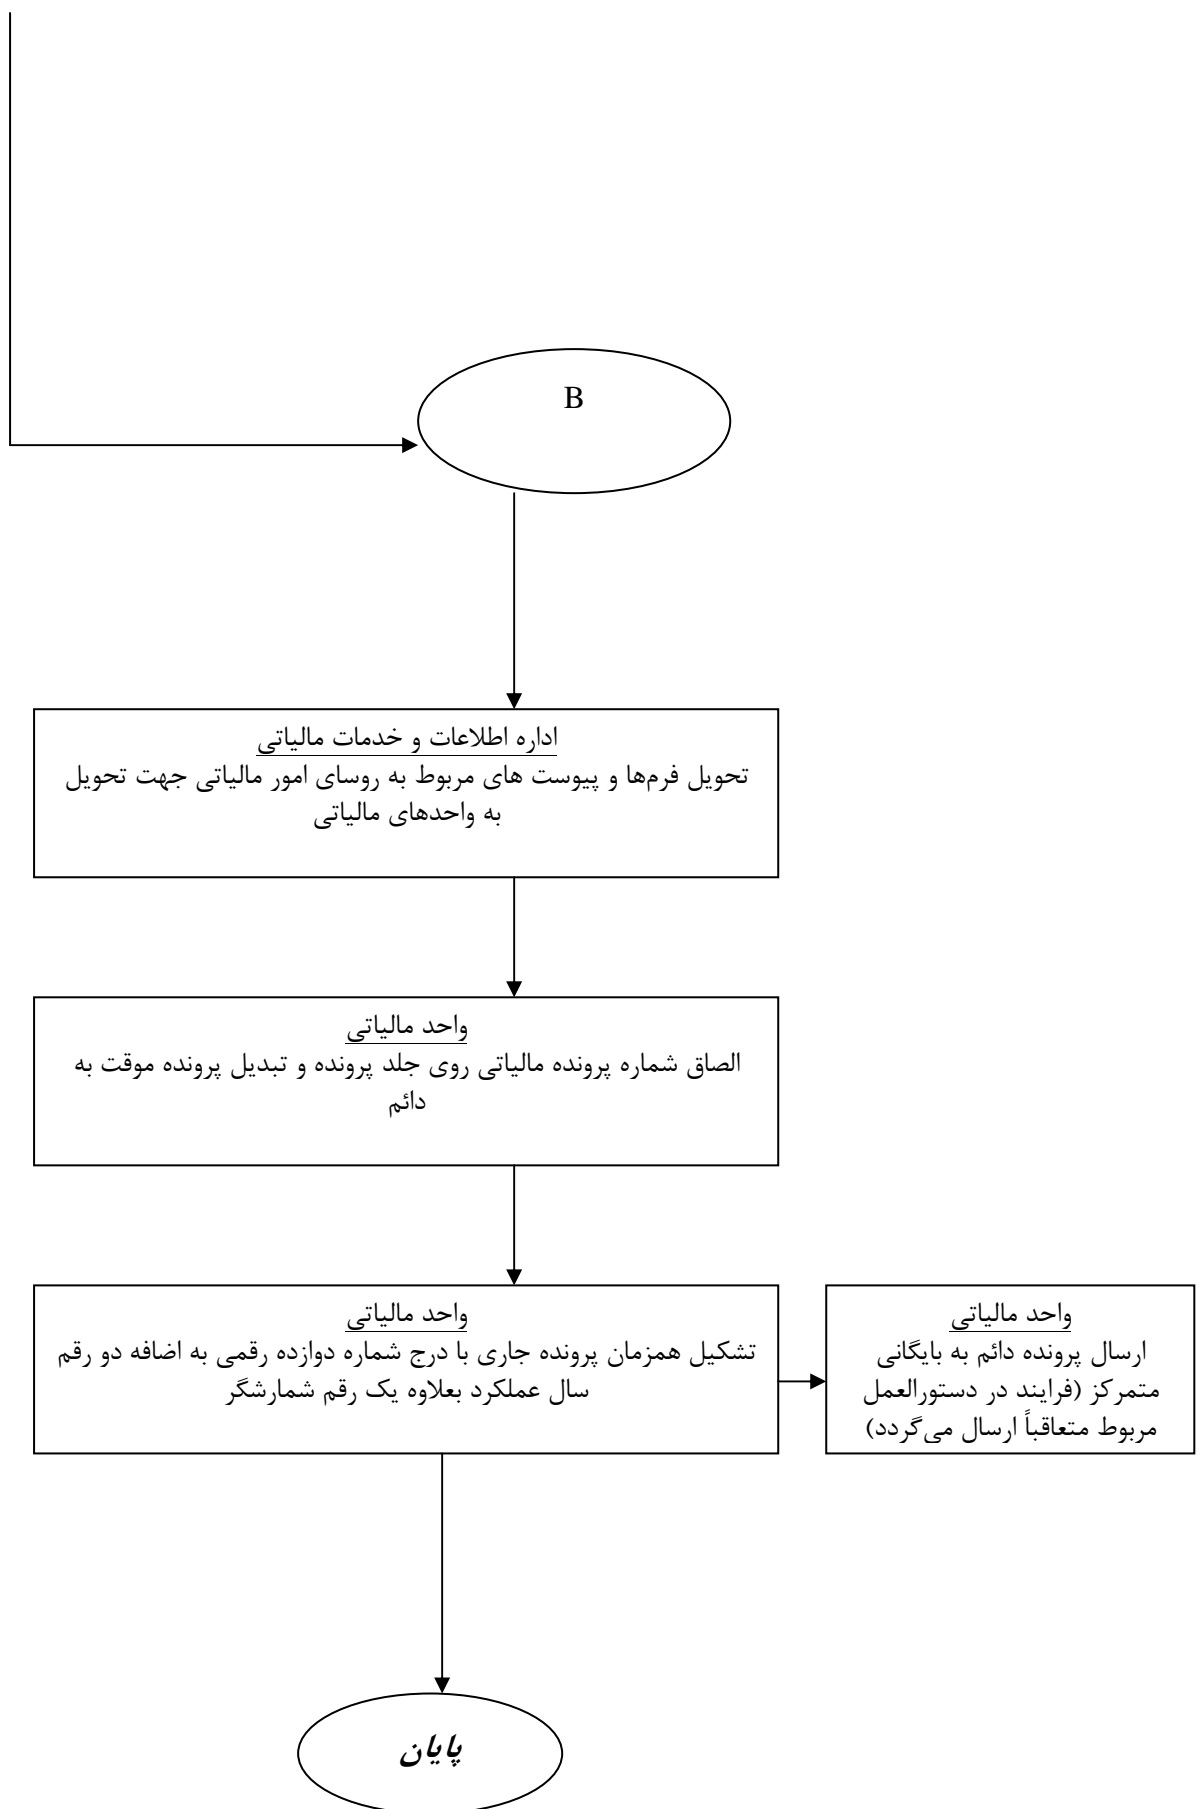 B
اداره اطلاعات و خدمات مالیاتی
تحویل فرم‌ها و پیوست های مربوط به روسای امور مالیاتی جهت تحویل
به واحدهای مالیاتی
واحد مالیاتی
الصاق شماره پرونده مالیاتی روی جلد پرونده و تبدیل پرونده موقت به
دائم
واحد مالیاتی
تشکیل همزمان پرونده جاری با درج شماره دوازده رقمی به اضافه دو رقم
سال عملکرد بعلاوه یک رقم شمارشگر
واحد مالیاتی
ارسال پرونده دائم به بایگانی
متمرکز (فرایند در دستورالعمل
مربوط متعاقباً ارسال می‌گردد)
پایان